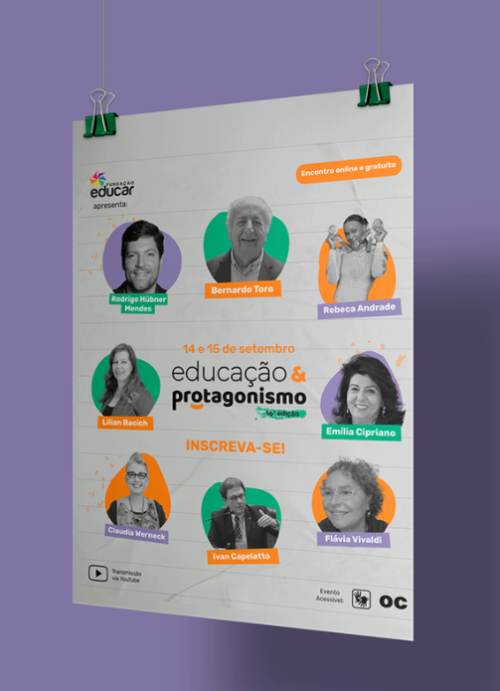 FUNDAÇÃO
educar
apresenta:
Encontro online e gratuito
Rodrigo Hübner
Mendes
Bernardo Toro
Rebeca Andrade
14 e 15 de setembro
educação &
protagonismo
16ª edição
Lilian Bacich
Emília Cipriano
INSCREVA-SE!
Claudia Werneck
Ivan Capelatto
Flávia Vivaldi
Transmissão
via YouTube
Evento
Acessível:
OC